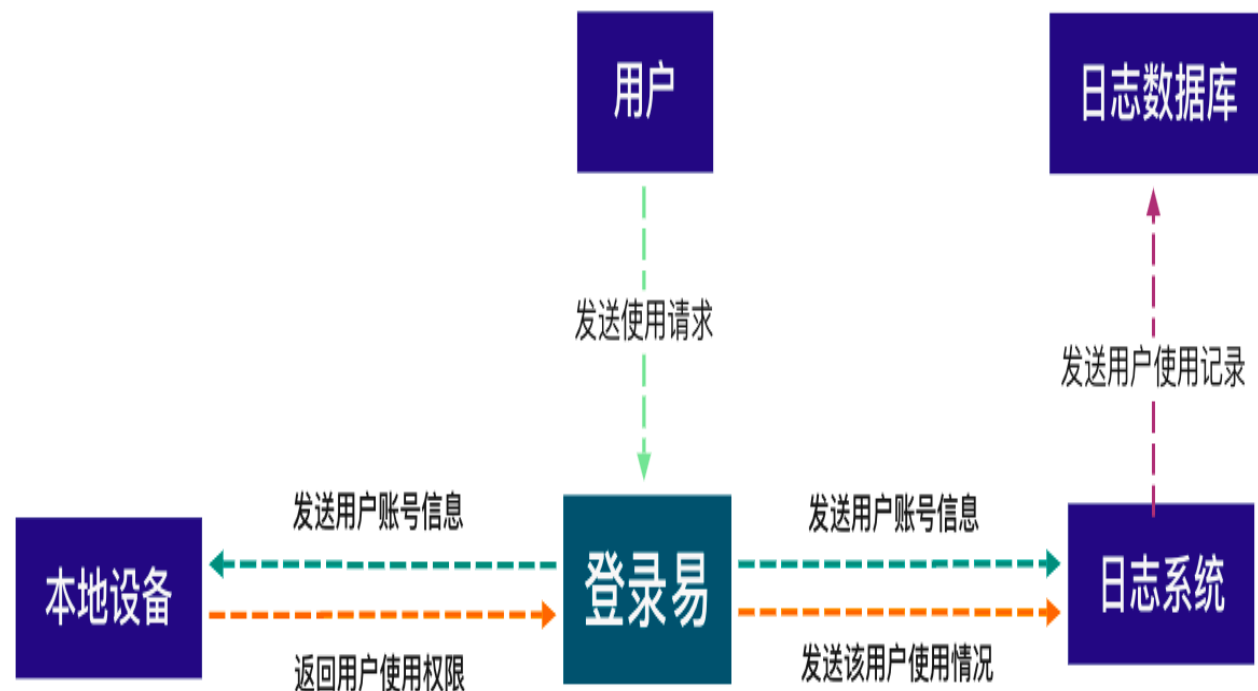 用户
日志数据库
发送使用请求
发送用户使用记录
发送用户账号信息
发送用户账号信息
本地设备
登录易
日志系统
返回用户使用权限
发送该用户使用情况